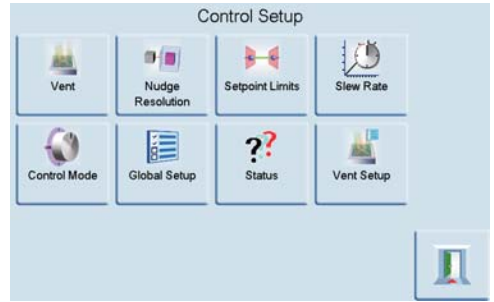 Control Setup
Vent
Nudge
Resolution
Setpoint Limits
Slew Rate
Control Mode
Global Setup
??
Status
Vent Setup